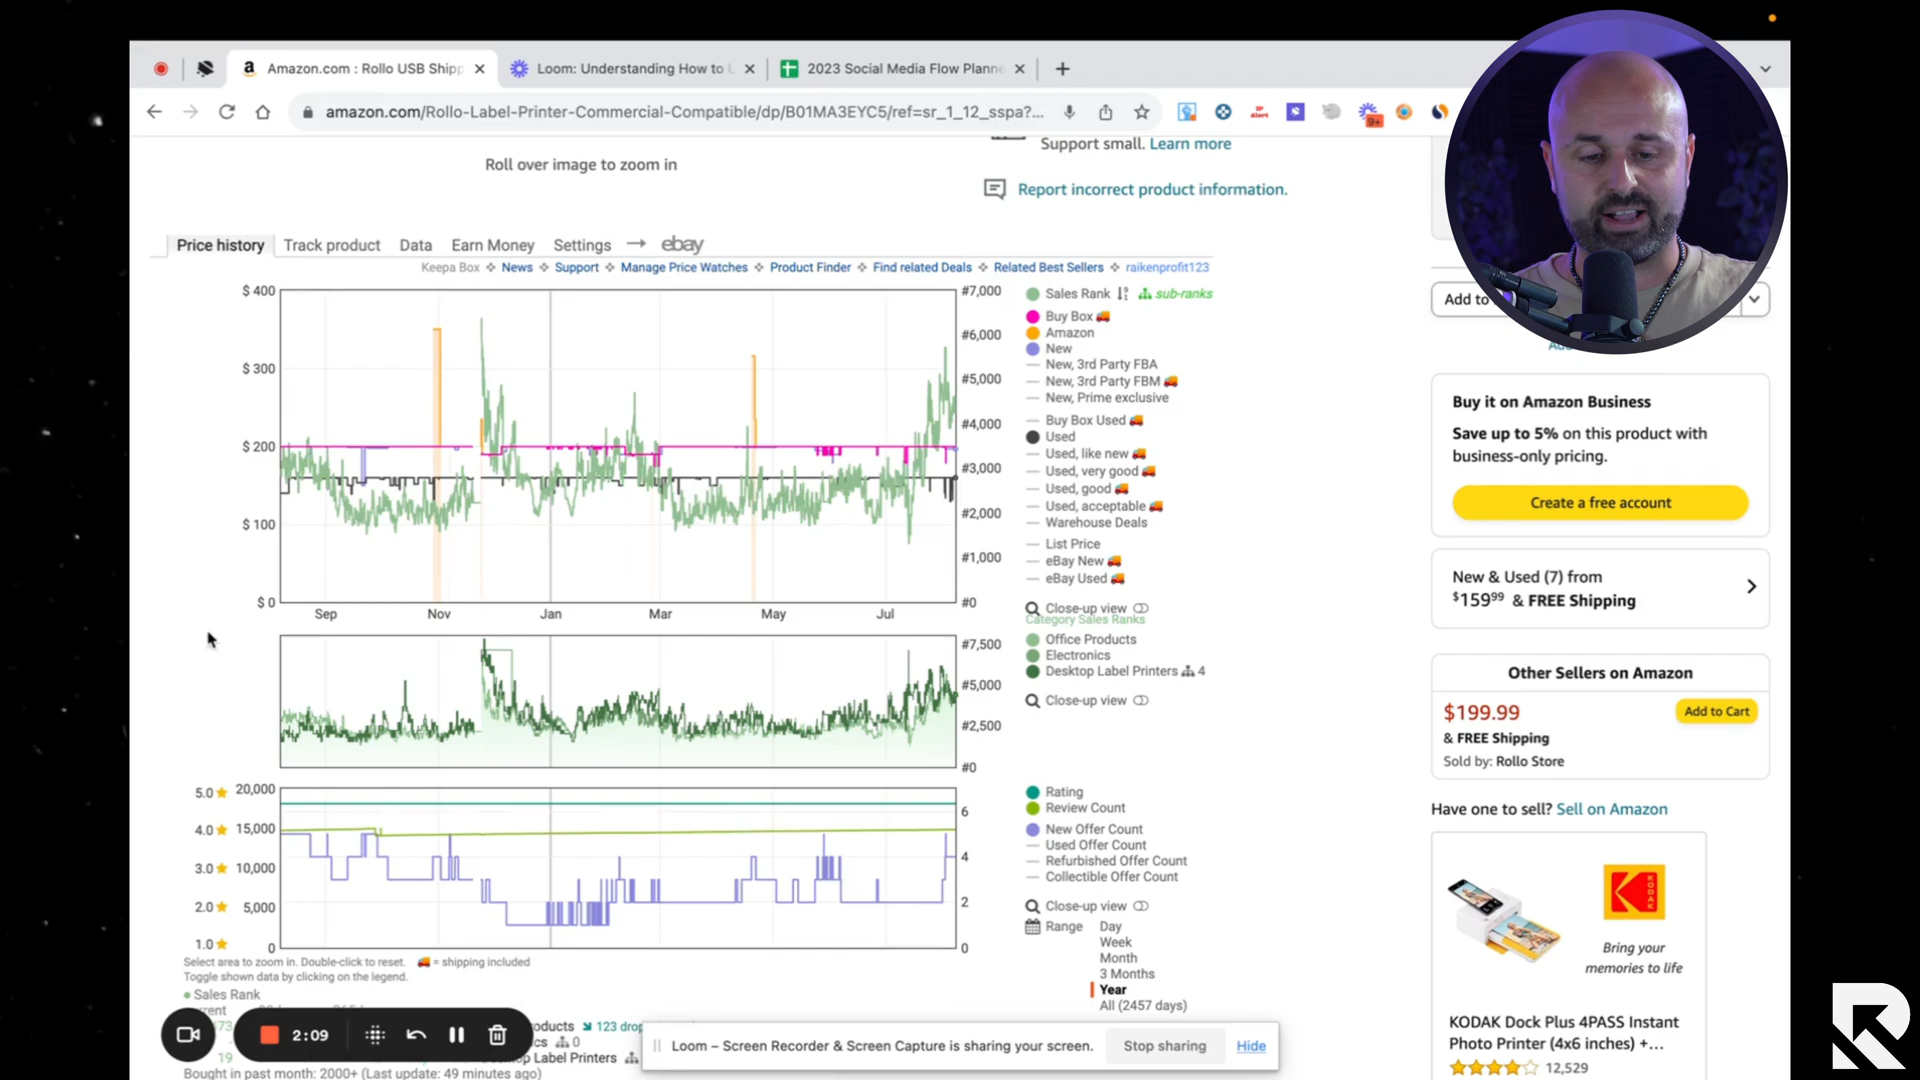 Amazon.com : Rollo USB Shipp
Loom: Understanding How to U
2023 Social Media Flow Planne
amazon.com/Rollo-Label-Printer-Commercial-Compatible/dp/B01MA3EYC5/ref=sr_1_12_sspa?...
9+
Roll over image to zoom in
Support small. Learn more
Report incorrect product information.
Price history
Track product
Data
Earn Money
Settings
ebay
Keepa Box
News
Support
Manage Price Watches
Product Finder
Find related Deals
Related Best Sellers
raikenprofit123
$ 400
$ 300
$ 200
$ 100
$ 0
#7,000
#6,000
#5,000
#4,000
#3,000
#2,000
#1,000
#0
Sep
Nov
Jan
Mar
May
Jul
Sales Rank
sub-ranks
Buy Box
Amazon
New
New, 3rd Party FBA
New, 3rd Party FBM
New, Prime exclusive
Buy Box Used
Used
Used, like new
Used, very good
Used, good
Used, acceptable
Warehouse Deals
List Price
eBay New
eBay Used
Close-up view
Category Sales Ranks
Office Products
Electronics
Desktop Label Printers 4
Close-up view
#7,500
#5,000
#2,500
#0
5.0
4.0
3.0
2.0
1.0
20,000
15,000
10,000
5,000
0
6
4
2
0
Rating
Review Count
New Offer Count
Used Offer Count
Refurbished Offer Count
Collectible Offer Count
Close-up view
Range
Day
Week
Month
3 Months
Year
All (2457 days)
Select area to zoom in. Double-click to reset. = shipping included
Toggle shown data by clicking on the legend.
Sales Rank
2:09
19
123 drop
0
Label Printers
Bought in past month: 2000+ (Last update: 49 minutes ago)
Loom – Screen Recorder & Screen Capture is sharing your screen.
Stop sharing
Hide
Add to
Buy it on Amazon Business
Save up to 5% on this product with
business-only pricing.
Create a free account
New & Used (7) from
$159⁹⁹ & FREE Shipping
Other Sellers on Amazon
$199.99
Add to Cart
& FREE Shipping
Sold by: Rollo Store
Have one to sell? Sell on Amazon
KODAK
Bring your
memories to life
KODAK Dock Plus 4PASS Instant
Photo Printer (4x6 inches) +...
12,529